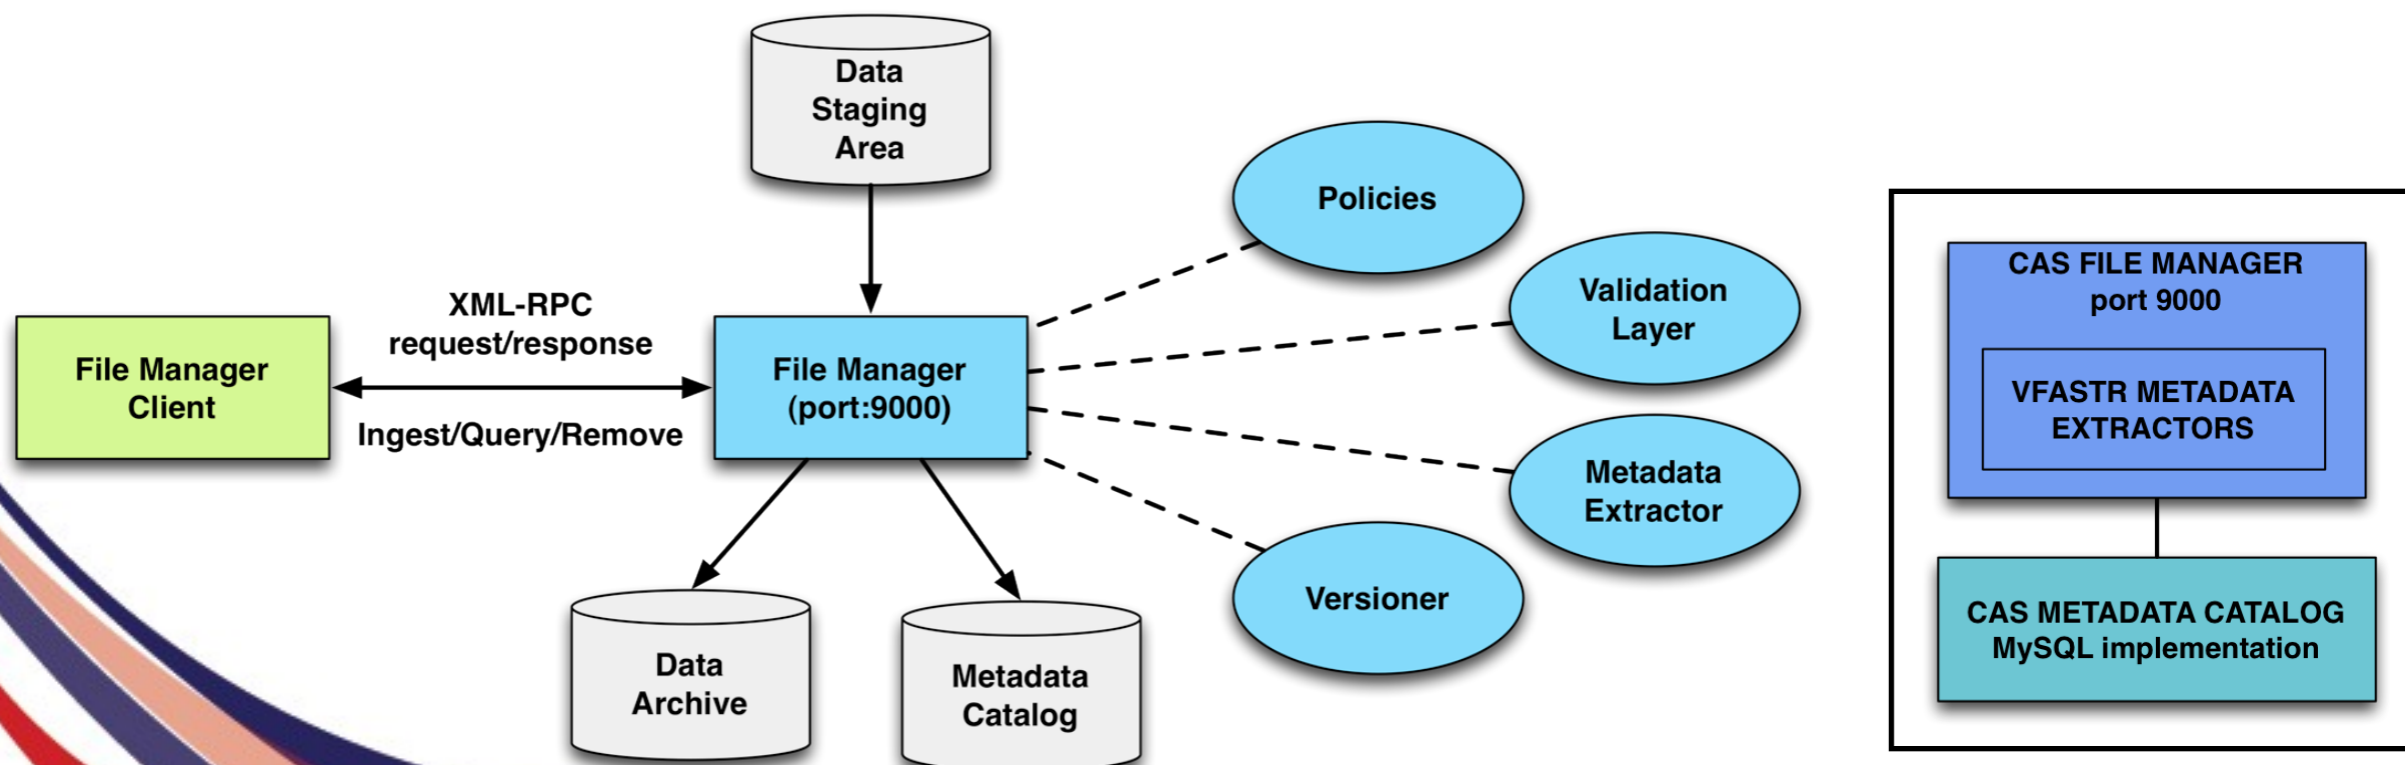 Data
Staging
Area
Policies
Validation
Layer
XML-RPC
request/response
File Manager
Client
Ingest/Query/Remove
File Manager
(port:9000)
Metadata
Extractor
Versioner
Data
Archive
Metadata
Catalog
CAS FILE MANAGER
port 9000
VFASTR METADATA
EXTRACTORS
CAS METADATA CATALOG
MySQL implementation